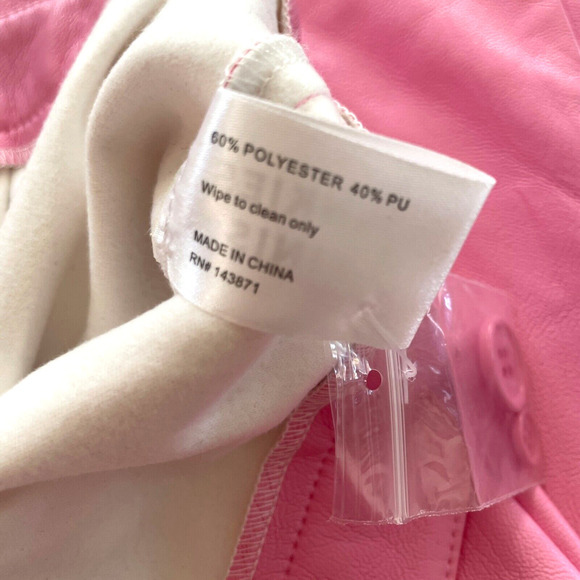 60% POLYESTER 40% PU
Wipe to clean only
MADE IN CHINA
RN# 143871